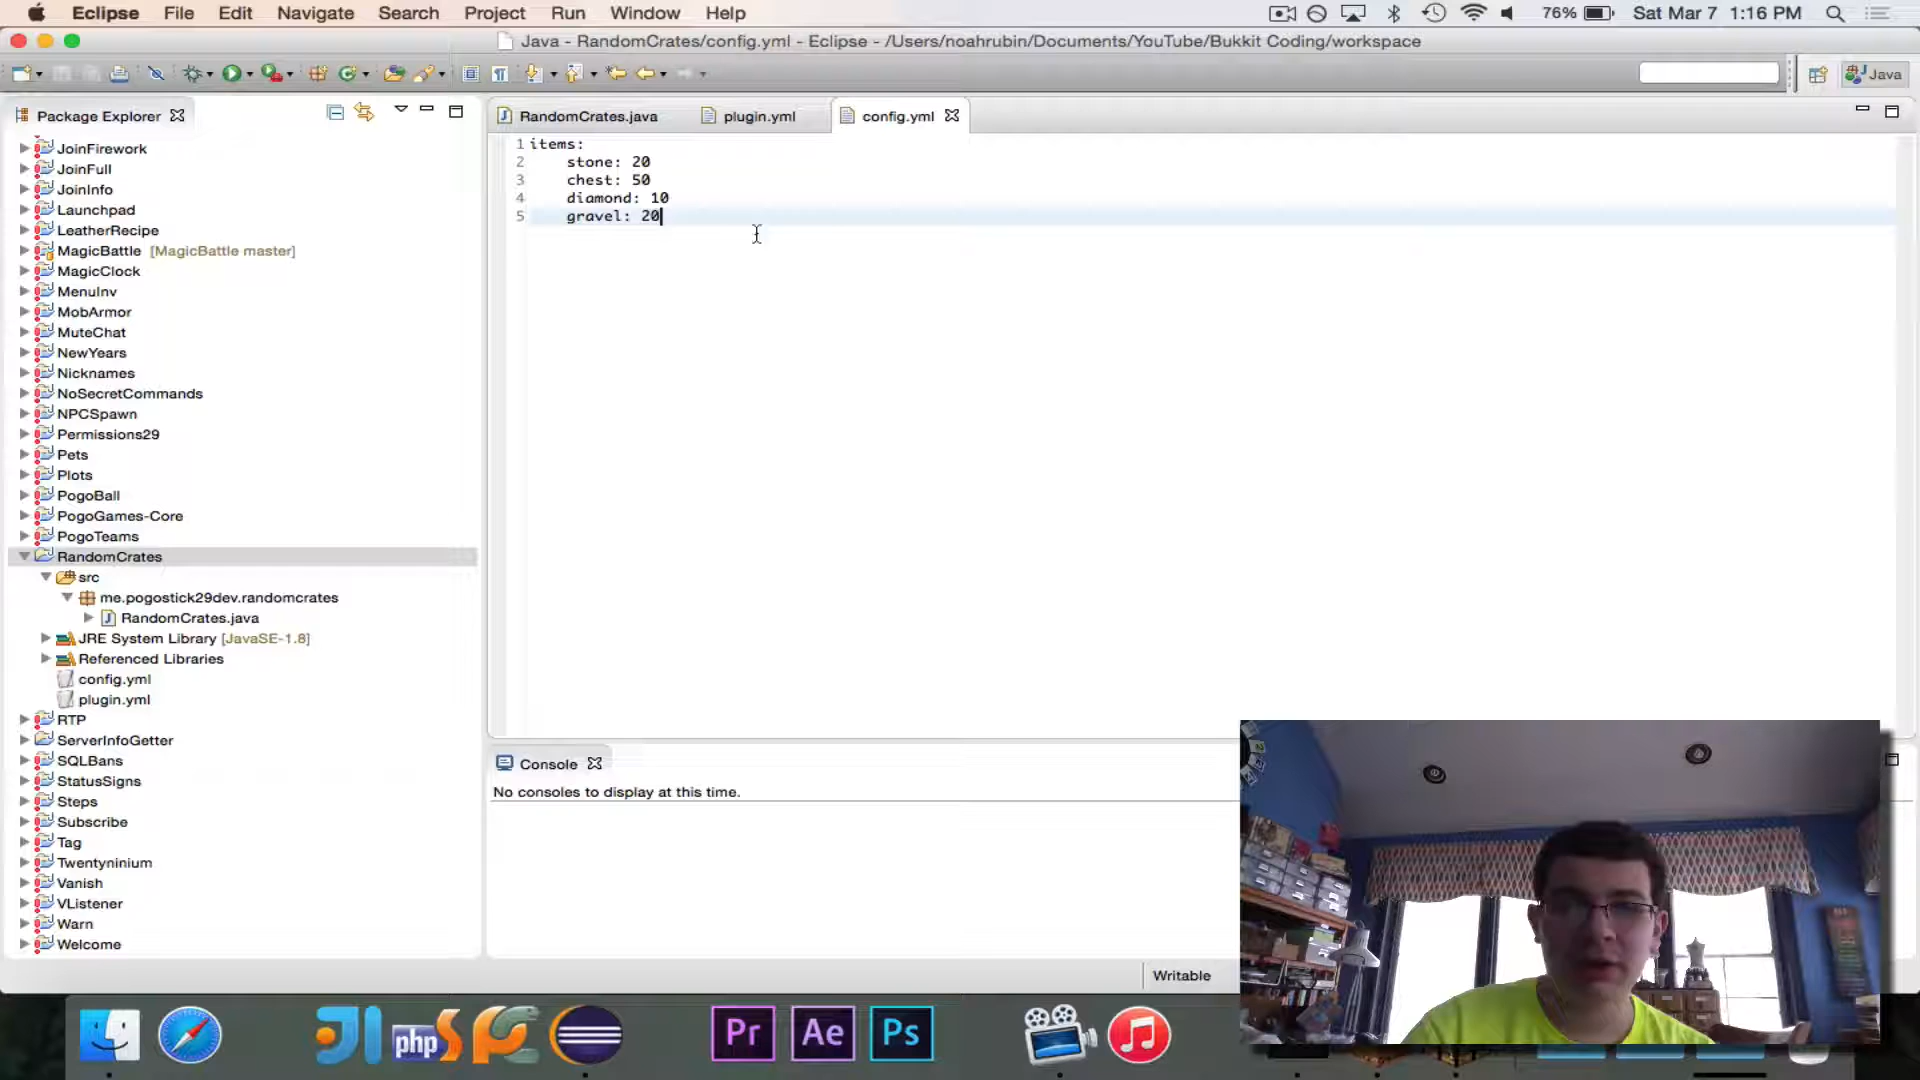 Eclipse File Edit Navigate Search Project Run Window Help 76% Sat Mar 7 1:16 PM
Java - RandomCrates/config.yml - Eclipse - /Users/noahrubin/Documents/YouTube/Bukkit Coding/workspace
Java
Package Explorer
JoinFirework
JoinFull
JoinInfo
Launchpad
LeatherRecipe
MagicBattle [MagicBattle master]
MagicClock
MenuInv
MobArmor
MuteChat
NewYears
Nicknames
NoSecretCommands
NPCSpawn
Permissions29
Pets
Plots
PogoBall
PogoGames-Core
PogoTeams
RandomCrates
src
me.pogostick29dev.randomcrates
RandomCrates.java
JRE System Library [JavaSE-1.8]
Referenced Libraries
config.yml
plugin.yml
RTP
ServerInfoGetter
SQLBans
StatusSigns
Steps
Subscribe
Tag
Twentyninium
Vanish
VListener
Warn
Welcome
RandomCrates.java plugin.yml config.yml
1 items:
2 stone: 20
3 chest: 50
4 diamond: 10
5 gravel: 20
Console
No consoles to display at this time.
Writable
JI phpS PC Pr Ae Ps